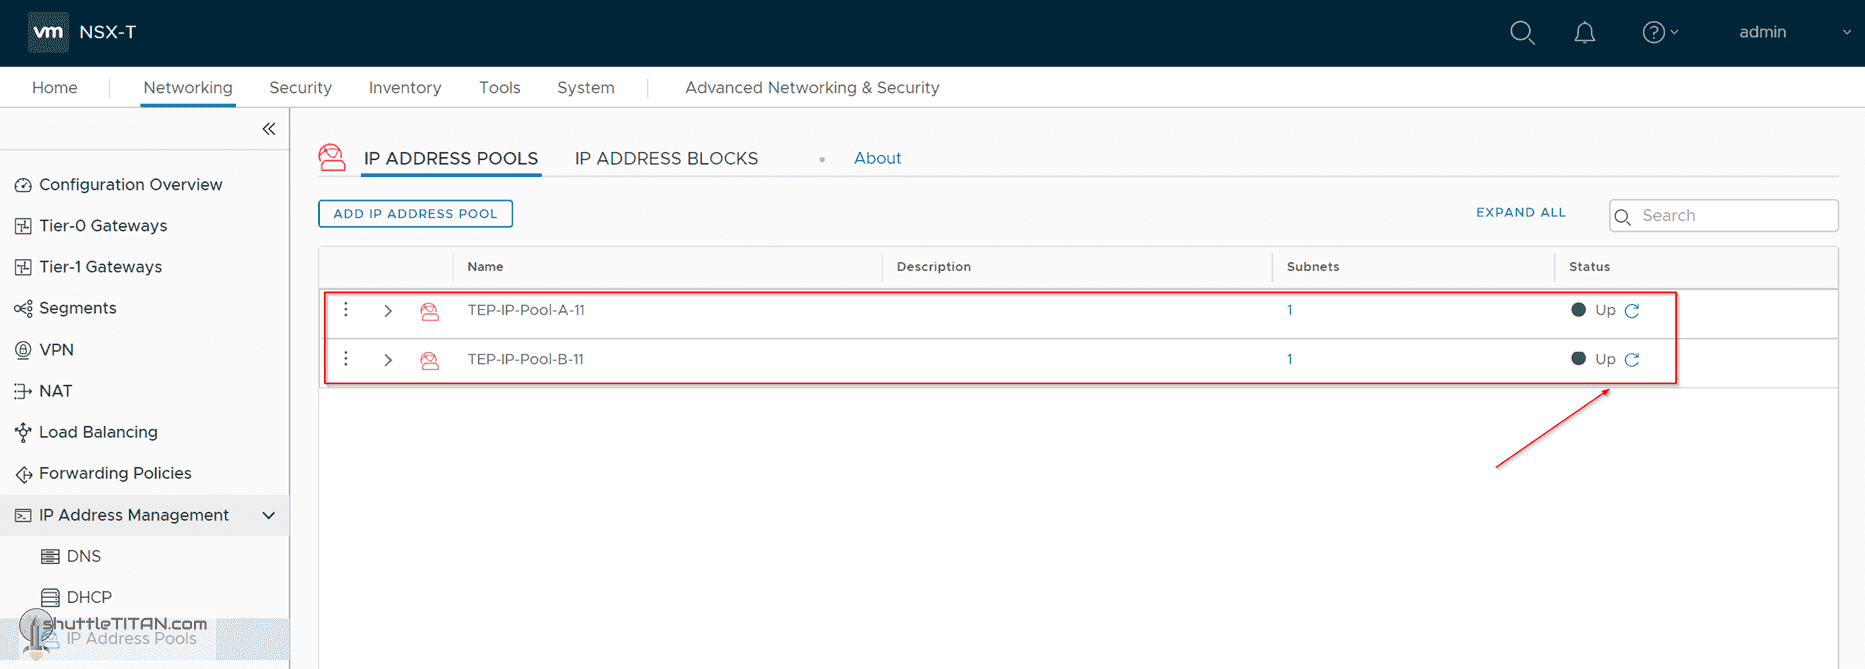 vm NSX-T admin
Home Networking Security Inventory Tools System Advanced Networking & Security
Configuration Overview
Tier-0 Gateways
Tier-1 Gateways
Segments
VPN
NAT
Load Balancing
Forwarding Policies
IP Address Management
DNS
DHCP
shuttleTITAN.com
IP Address Pools
IP ADDRESS POOLS IP ADDRESS BLOCKS About
ADD IP ADDRESS POOL EXPAND ALL Search
Name Description Subnets Status
TEP-IP-Pool-A-11 1 Up
TEP-IP-Pool-B-11 1 Up